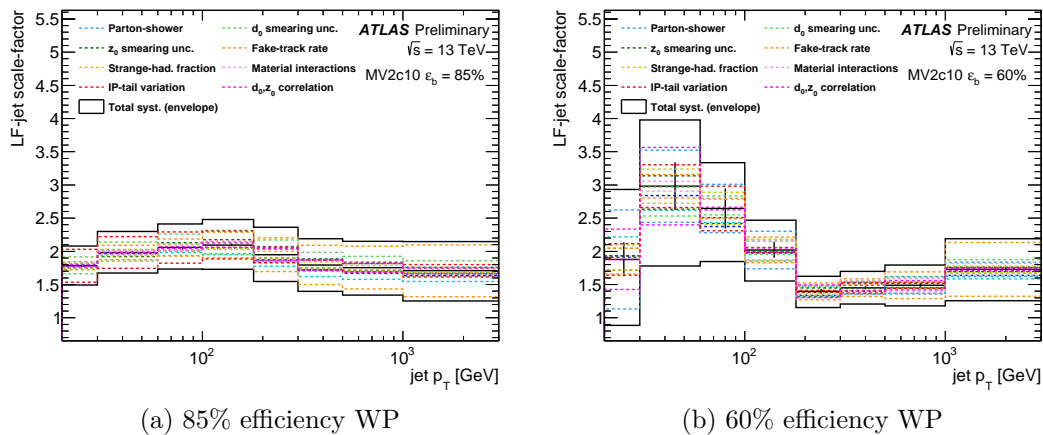 LF-jet scale-factor
5.5
5
4.5
4
3.5
3
2.5
2
1.5
1
Parton-shower
z₀ smearing unc.
Strange-had. fraction
IP-tail variation
Total syst. (envelope)
d₀ smearing unc.
Fake-track rate
Material interactions
d₀,z₀ correlation
ATLAS Preliminary
√s = 13 TeV
MV2c10 ε_b = 85%
10²
10³
jet p_T [GeV]
(a) 85% efficiency WP
LF-jet scale-factor
5.5
5
4.5
4
3.5
3
2.5
2
1.5
1
Parton-shower
z₀ smearing unc.
Strange-had. fraction
IP-tail variation
Total syst. (envelope)
d₀ smearing unc.
Fake-track rate
Material interactions
d₀,z₀ correlation
ATLAS Preliminary
√s = 13 TeV
MV2c10 ε_b = 60%
10²
10³
jet p_T [GeV]
(b) 60% efficiency WP